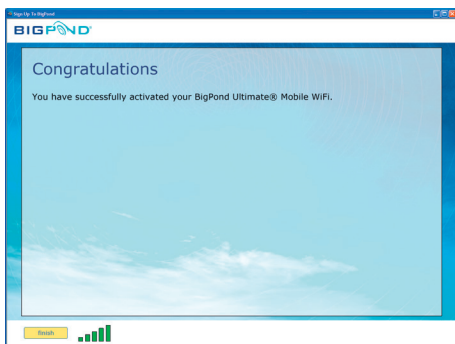 Sign Up To BigPond
BIGPOND®
Congratulations
You have successfully activated your BigPond Ultimate® Mobile WiFi.
finish